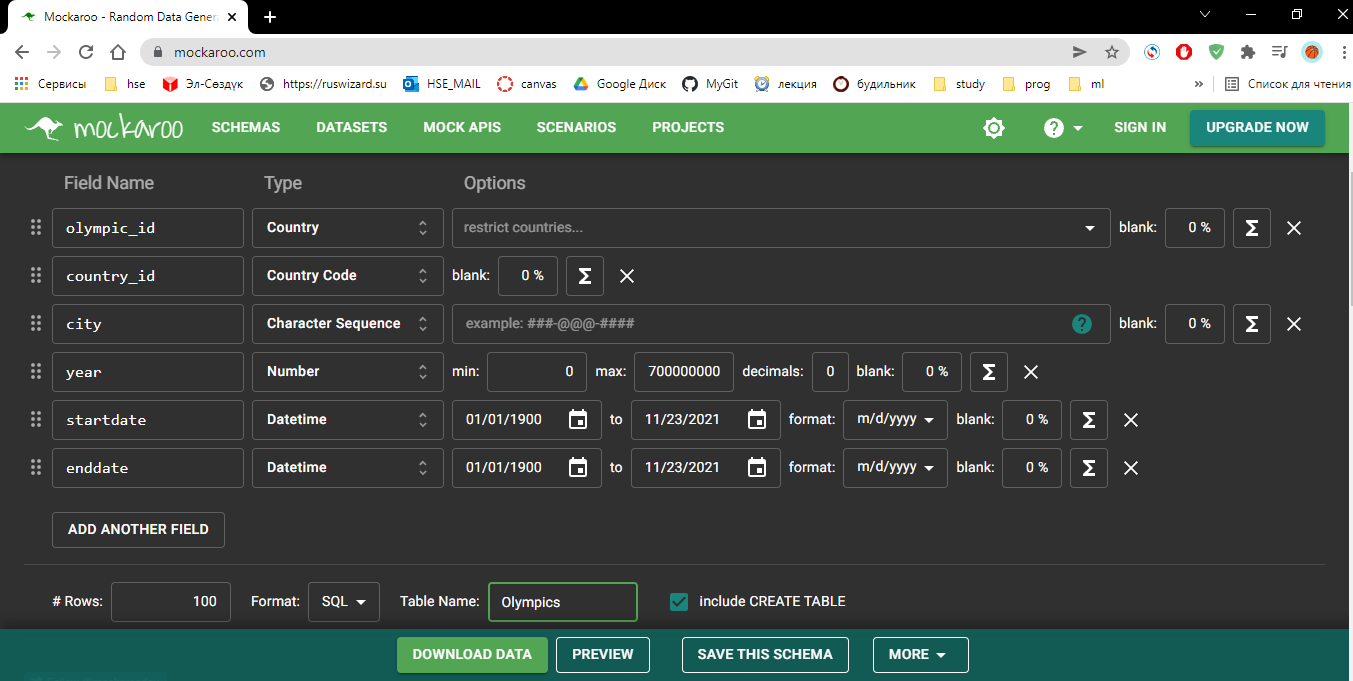 Mockaroo - Random Data Gener
mockaroo.com
Сервисы hse Эл-Сөздүк https://ruswizard.su HSE_MAIL canvas Google Диск MyGit лекция будильник study prog ml » Список для чтения
mockaroo SCHEMAS DATASETS MOCK APIS SCENARIOS PROJECTS ? SIGN IN UPGRADE NOW
Field Name Type Options
olympic_id Country restrict countries... blank: 0 % Σ
country_id Country Code blank: 0 % Σ
city Character Sequence example: ###-@@@-#### ? blank: 0 % Σ
year Number min: 0 max: 700000000 decimals: 0 blank: 0 % Σ
startdate Datetime 01/01/1900 to 11/23/2021 format: m/d/yyyy blank: 0 % Σ
enddate Datetime 01/01/1900 to 11/23/2021 format: m/d/yyyy blank: 0 % Σ
ADD ANOTHER FIELD
# Rows: 100 Format: SQL Table Name: Olympics include CREATE TABLE
DOWNLOAD DATA PREVIEW SAVE THIS SCHEMA MORE